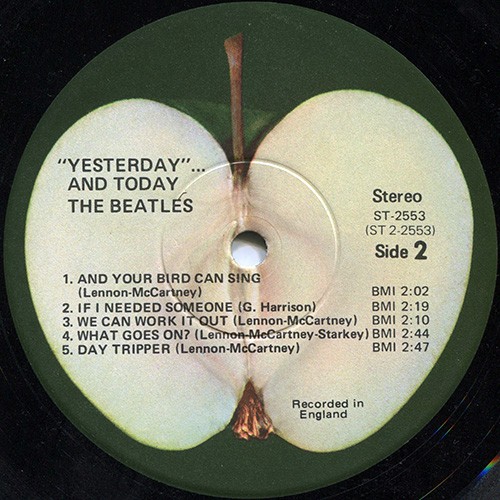 "YESTERDAY"...
AND TODAY
THE BEATLES
Stereo
ST-2553
(ST 2-2553)
Side 2
1. AND YOUR BIRD CAN SING
(Lennon-McCartney) BMI 2:02
2. IF I NEEDED SOMEONE (G. Harrison) BMI 2:19
3. WE CAN WORK IT OUT (Lennon-McCartney) BMI 2:10
4. WHAT GOES ON? (Lennon-McCartney-Starkey) BMI 2:44
5. DAY TRIPPER (Lennon-McCartney) BMI 2:47
Recorded in
England